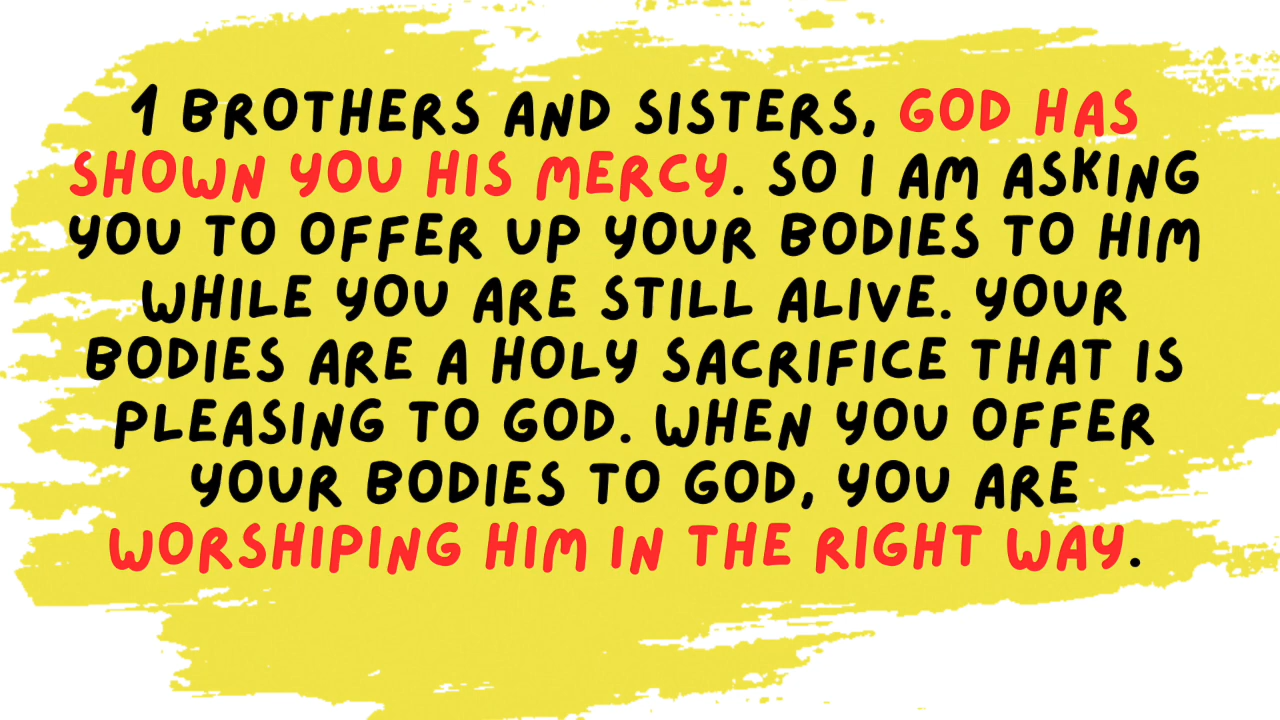 1 BROTHERS AND SISTERS, GOD HAS
SHOWN YOU HIS MERCY. SO I AM ASKING
YOU TO OFFER UP YOUR BODIES TO HIM
WHILE YOU ARE STILL ALIVE. YOUR
BODIES ARE A HOLY SACRIFICE THAT IS
PLEASING TO GOD. WHEN YOU OFFER
YOUR BODIES TO GOD, YOU ARE
WORSHIPING HIM IN THE RIGHT WAY.